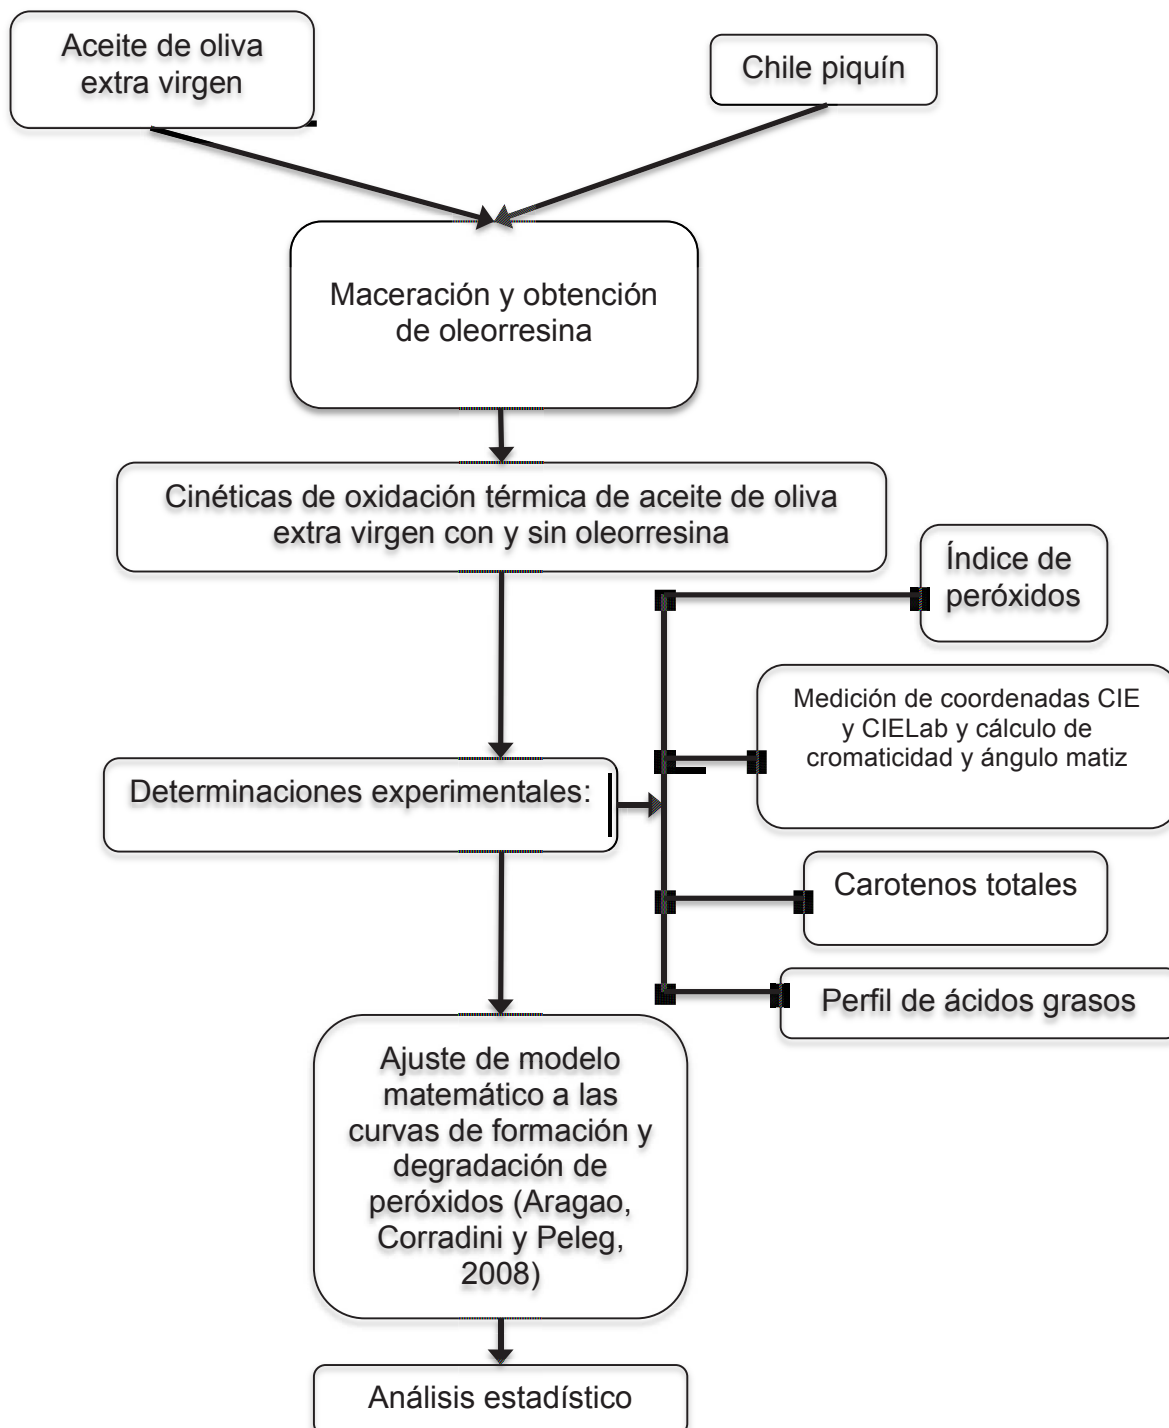 Aceite de oliva
extra virgen
Chile piquín
Maceración y obtención
de oleorresina
Cinéticas de oxidación térmica de aceite de oliva
extra virgen con y sin oleorresina
Índice de
peróxidos
Medición de coordenadas CIE
y CIELab y cálculo de
cromaticidad y ángulo matiz
Determinaciones experimentales:
Carotenos totales
Perfil de ácidos grasos
Ajuste de modelo
matemático a las
curvas de formación y
degradación de
peróxidos (Aragao,
Corradini y Peleg,
2008)
Análisis estadístico